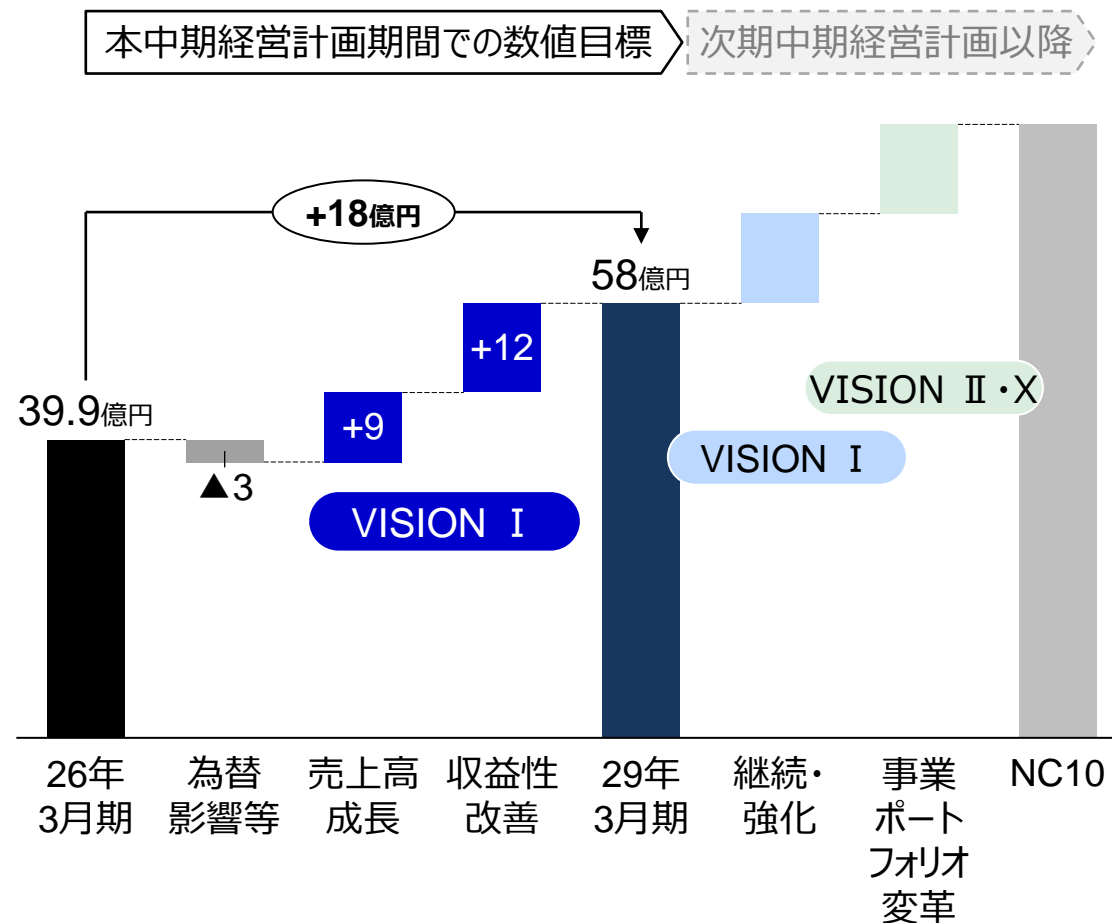 本中期経営計画期間での数値目標
次期中期経営計画以降
+18億円
58億円
+12
39.9億円
+9
▲3
VISION Ⅰ
VISION Ⅰ
VISION Ⅱ・X
26年
3月期
為替
影響等
売上高
成長
収益性
改善
29年
3月期
継続・
強化
事業
ポート
フォリオ
変革
NC10